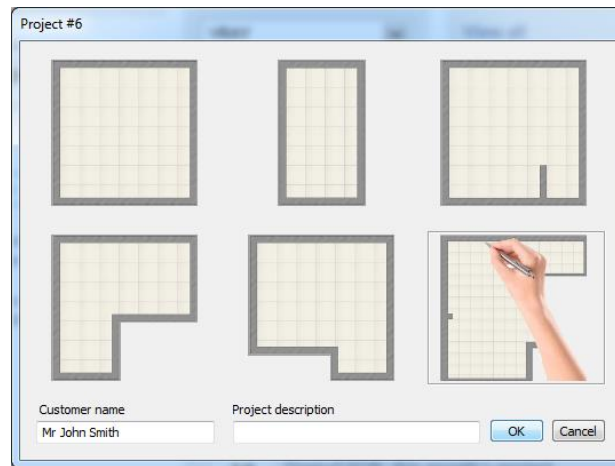 Project #6
Customer name
Project description
Mr John Smith
OK
Cancel